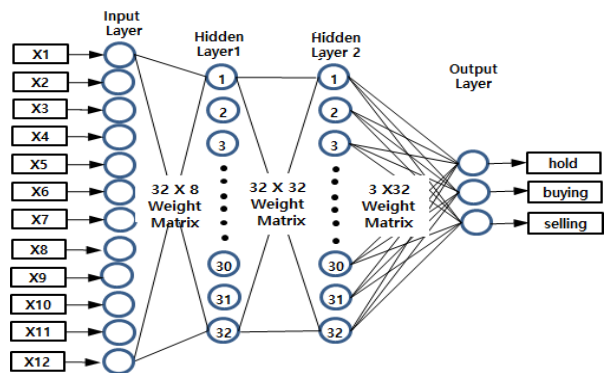 Input
Layer
Hidden
Layer1
Hidden
Layer 2
Output
Layer
X1
X2
X3
X4
X5
X6
X7
X8
X9
X10
X11
X12
32 X 8
Weight
Matrix
1
2
3
30
31
32
32 X 32
Weight
Matrix
1
2
3
30
31
32
3 X32
Weight
Matrix
hold
buying
selling